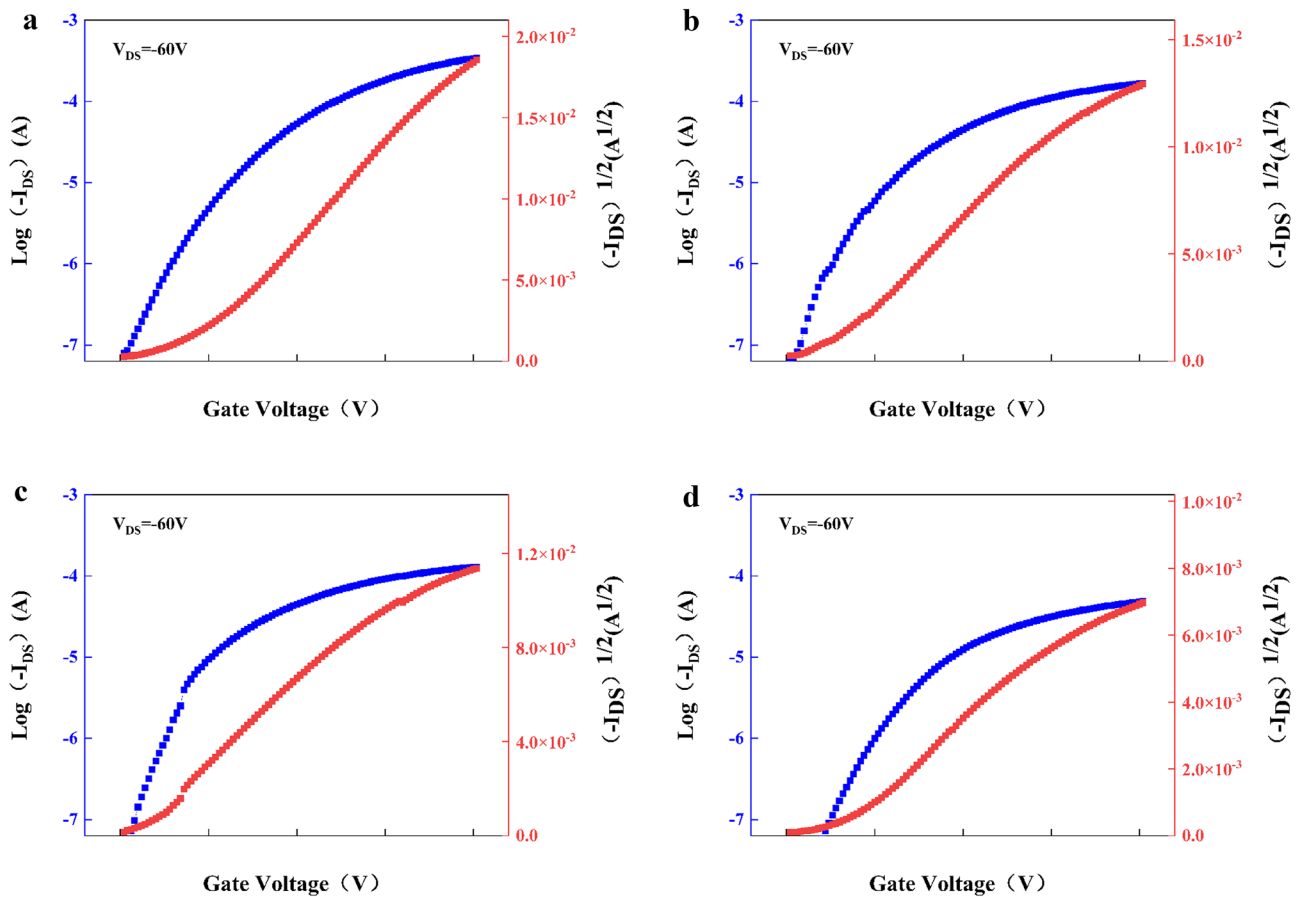 a
V_DS=-60V
Log（-I_DS）(A)
-3
-4
-5
-6
-7
2.0×10^-2
1.5×10^-2
1.0×10^-2
5.0×10^-3
0.0
（-I_DS）^1/2(A^1/2)
Gate Voltage（V）
b
V_DS=-60V
Log（-I_DS）(A)
-3
-4
-5
-6
-7
1.5×10^-2
1.0×10^-2
5.0×10^-3
0.0
（-I_DS）^1/2(A^1/2)
Gate Voltage（V）
c
V_DS=-60V
Log（-I_DS）(A)
-3
-4
-5
-6
-7
1.2×10^-2
8.0×10^-3
4.0×10^-3
0.0
（-I_DS）^1/2(A^1/2)
Gate Voltage（V）
d
V_DS=-60V
Log（-I_DS）(A)
-3
-4
-5
-6
-7
1.0×10^-2
8.0×10^-3
6.0×10^-3
4.0×10^-3
2.0×10^-3
0.0
（-I_DS）^1/2(A^1/2)
Gate Voltage（V）